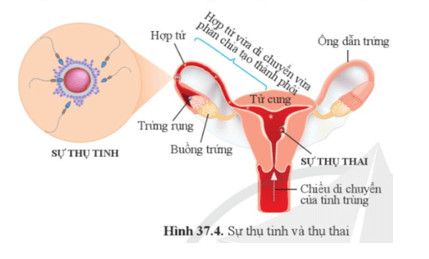 Hợp tử
Hợp tử vừa di chuyển vừa
phân chia tạo thành phôi
Ống dẫn trứng
Tử cung
Trứng rụng
Buồng trứng
SỰ THỤ TINH
SỰ THỤ THAI
Chiều di chuyển
của tinh trùng
Hình 37.4. Sự thụ tinh và thụ thai